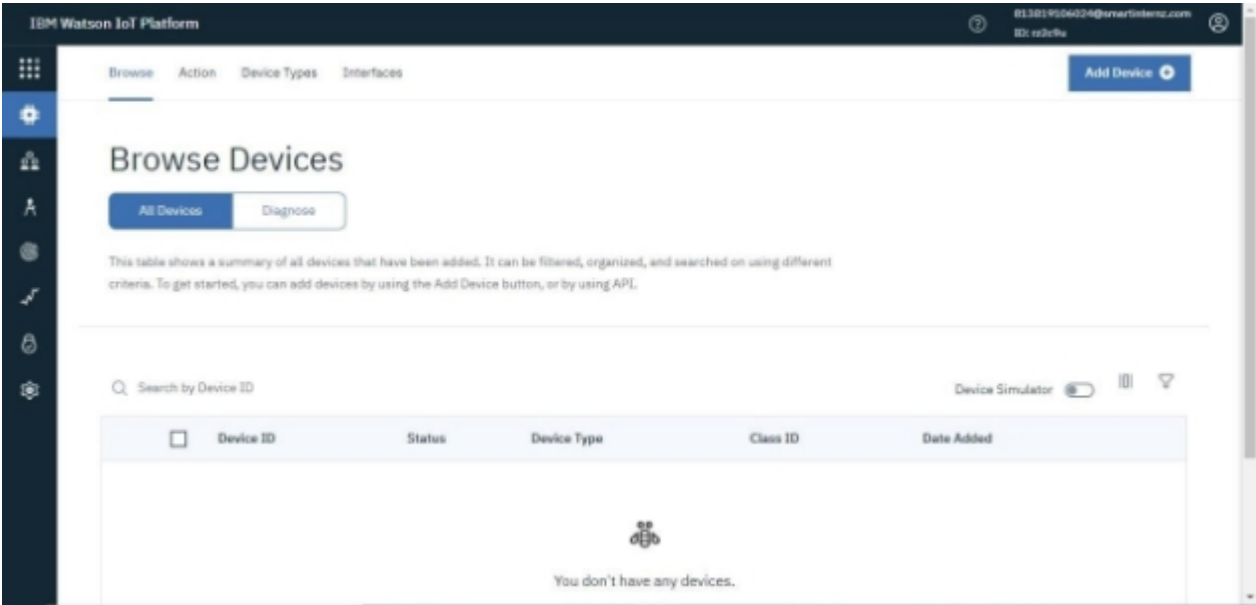 IBM Watson IoT Platform
813819106024@smartinternz.com
Browse Action Device Types Interfaces
Add Device
Browse Devices
All Devices Diagnose
This table shows a summary of all devices that have been added. It can be filtered, organized, and searched on using different
criteria. To get started, you can add devices by using the Add Device button, or by using API.
Search by Device ID
Device Simulator
Device ID Status Device Type Class ID Date Added
You don't have any devices.